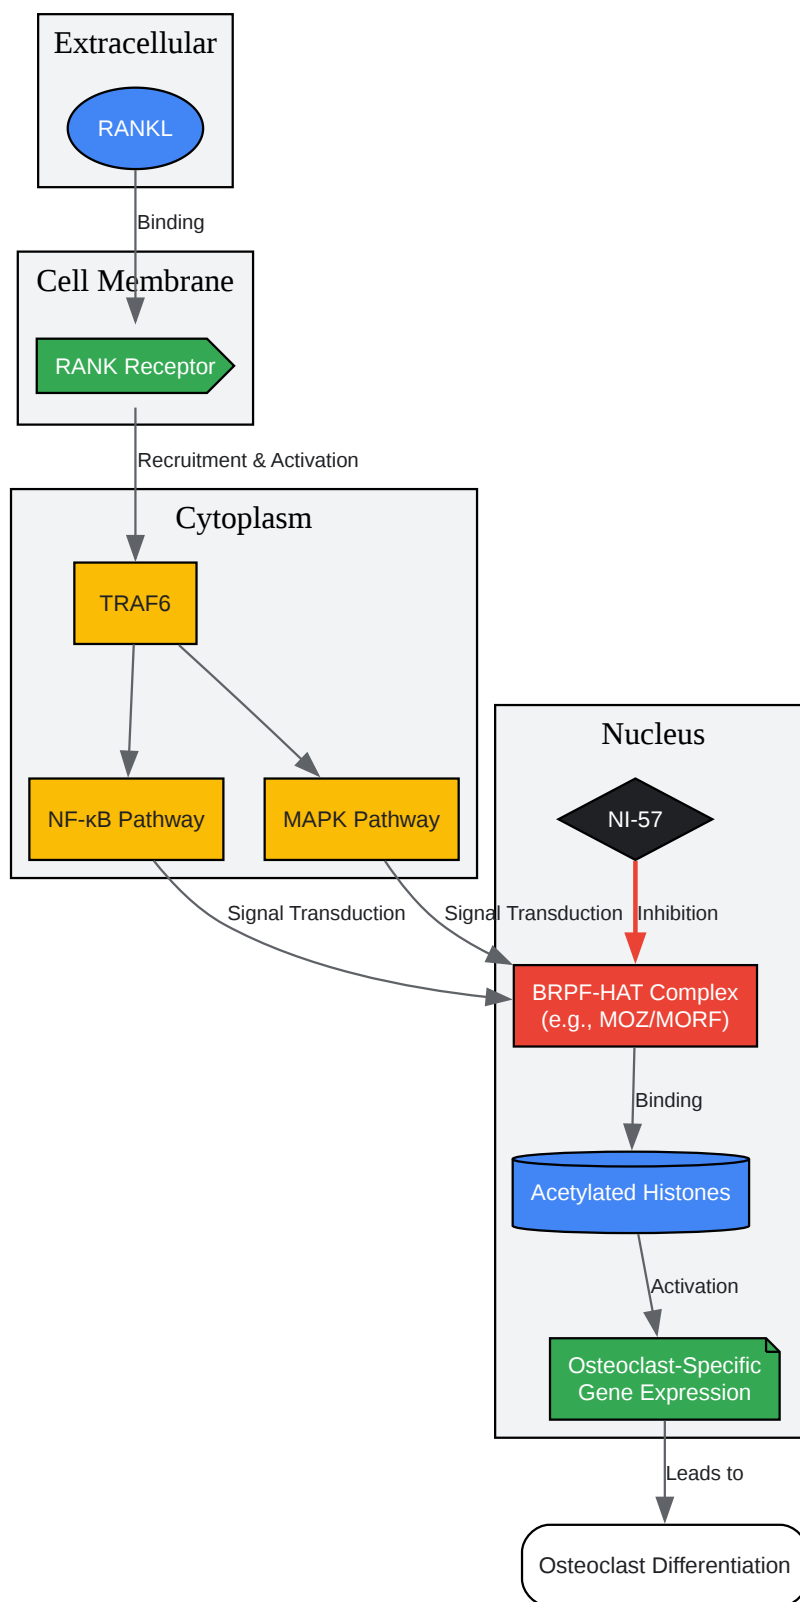 Extracellular
RANKL
Binding
Cell Membrane
RANK Receptor
Recruitment & Activation
Cytoplasm
TRAF6
NF-κB Pathway
MAPK Pathway
Nucleus
NI-57
Signal Transduction
Signal Transduction
Inhibition
BRPF-HAT Complex
(e.g., MOZ/MORF)
Binding
Acetylated Histones
Activation
Osteoclast-Specific
Gene Expression
Leads to
Osteoclast Differentiation